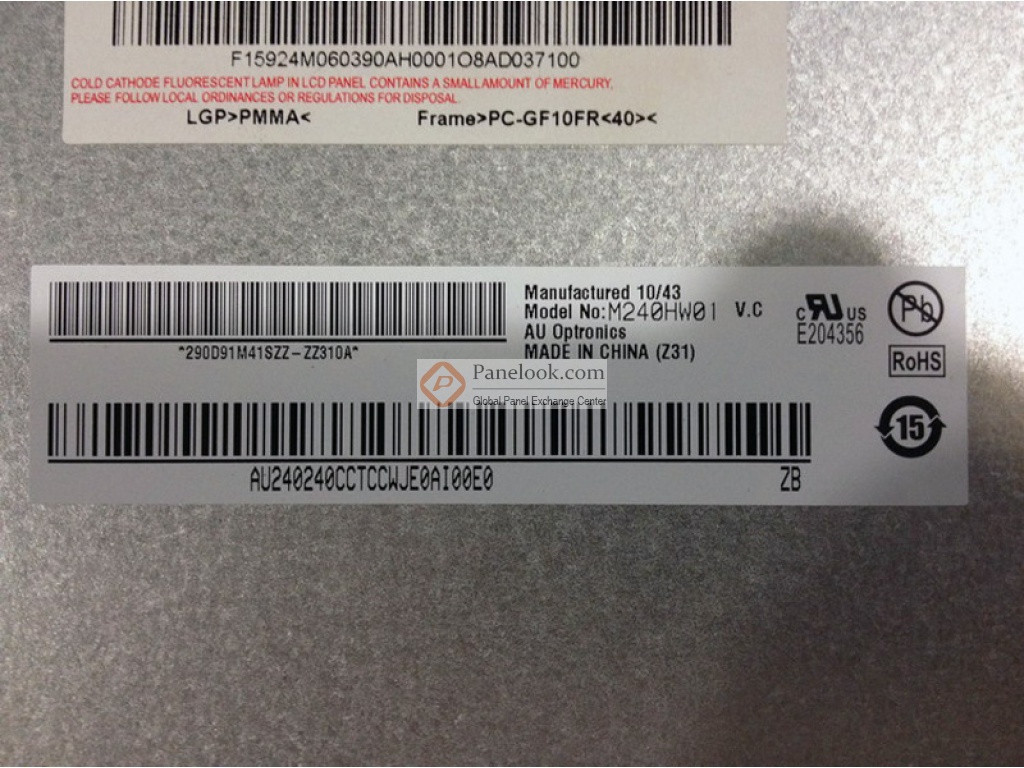 F15924M060390AH0001O8AD037100
COLD CATHODE FLUORESCENT LAMP IN LCD PANEL CONTAINS A SMALL AMOUNT OF MERCURY,
PLEASE FOLLOW LOCAL ORDINANCES OR REGULATIONS FOR DISPOSAL.
LGP>PMMA< Frame>PC-GF10FR<40><
Manufactured 10/43
Model No:M240HW01 V.C
AU Optronics
MADE IN CHINA (Z31)
*290D91M41SZZ-ZZ310A*
c RU US
E204356
Pb
RoHS
Panelook.com
Global Panel Exchange Center
15
AU240240CCTCCWJE0AI00E0 ZB